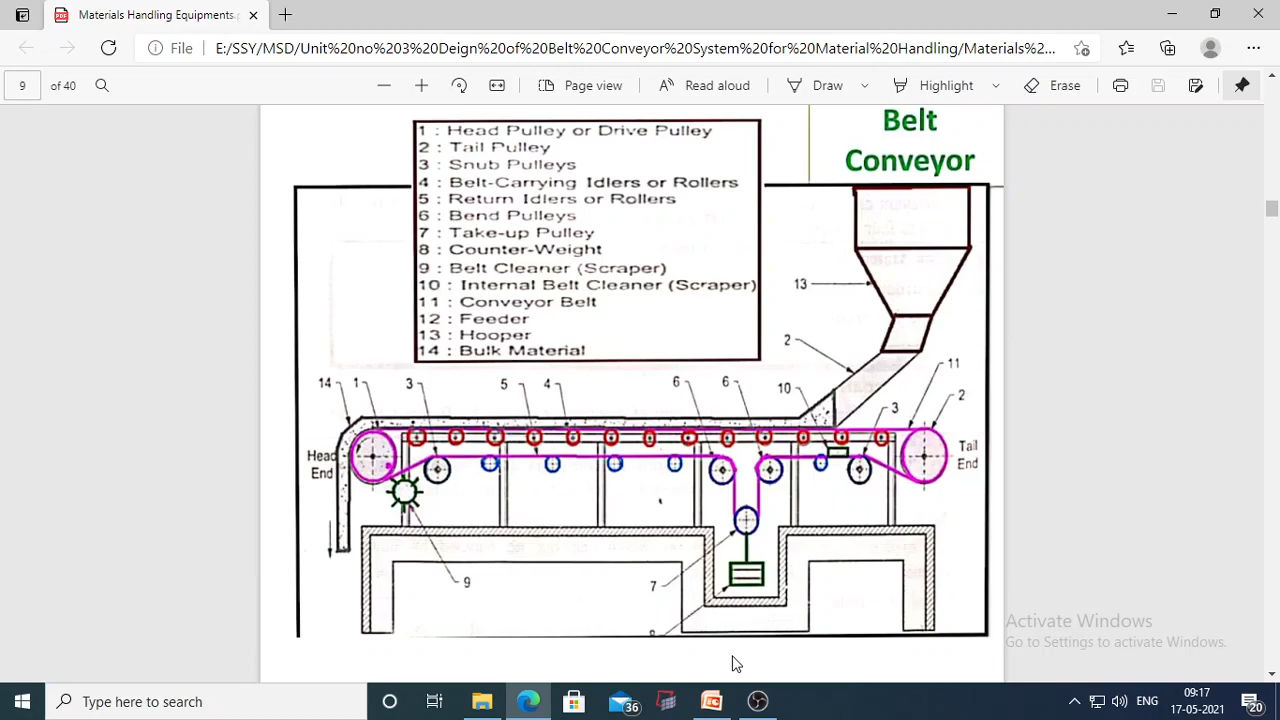 Materials Handling Equipments.p
File
E:/SSY/MSD/Unit%20no%203%20Deign%20of%20Belt%20Conveyor%20System%20for%20Material%20Handling/Materials%...
9 of 40
Page view
Read aloud
Draw
Highlight
Erase
Belt
Conveyor
1 : Head Pulley or Drive Pulley
2 : Tail Pulley
3 : Snub Pulleys
4 : Belt-Carrying Idlers or Rollers
5 : Return Idlers or Rollers
6 : Bend Pulleys
7 : Take-up Pulley
8 : Counter-Weight
9 : Belt Cleaner (Scraper)
10 : Internal Belt Cleaner (Scraper)
11 : Conveyor Belt
12 : Feeder
13 : Hooper
14 : Bulk Material
13
2
14 1 3 5 4 6 6 10 11
3 2
Head
End
Tail
End
9
7
Activate Windows
Go to Settings to activate Windows.
Type here to search
36
ENG
09:17
17-05-2021
20